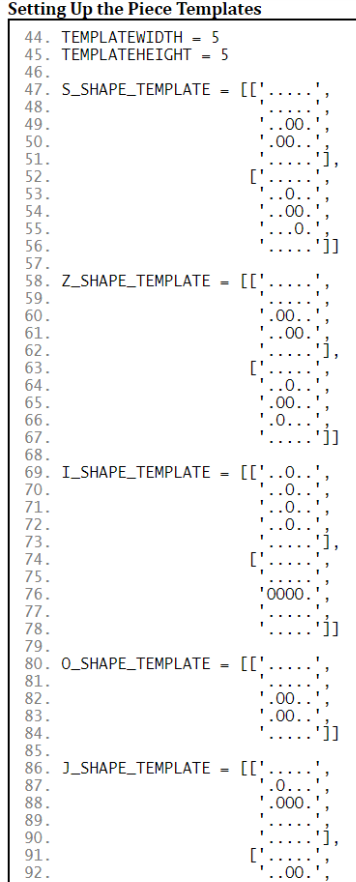 Setting Up the Piece Templates
44. TEMPLATEWIDTH = 5
45. TEMPLATEHEIGHT = 5
46.
47. S_SHAPE_TEMPLATE = [['.....',
48. '.....',
49. '..OO.',
50. '.OO..',
51. '.....'],
52. ['.....',
53. '..O..',
54. '..OO.',
55. '...O.',
56. '.....']]
57.
58. Z_SHAPE_TEMPLATE = [['.....',
59. '.....',
60. '.OO..',
61. '..OO.',
62. '.....'],
63. ['.....',
64. '..O..',
65. '.OO..',
66. '.O...',
67. '.....']]
68.
69. I_SHAPE_TEMPLATE = [['..O..',
70. '..O..',
71. '..O..',
72. '..O..',
73. '.....'],
74. ['.....',
75. '.....',
76. 'OOOO.',
77. '.....',
78. '.....']]
79.
80. O_SHAPE_TEMPLATE = [['.....',
81. '.....',
82. '.OO..',
83. '.OO..',
84. '.....']]
85.
86. J_SHAPE_TEMPLATE = [['.....',
87. '.O...',
88. '.OOO.',
89. '.....',
90. '.....'],
91. ['.....',
92. '..OO.',